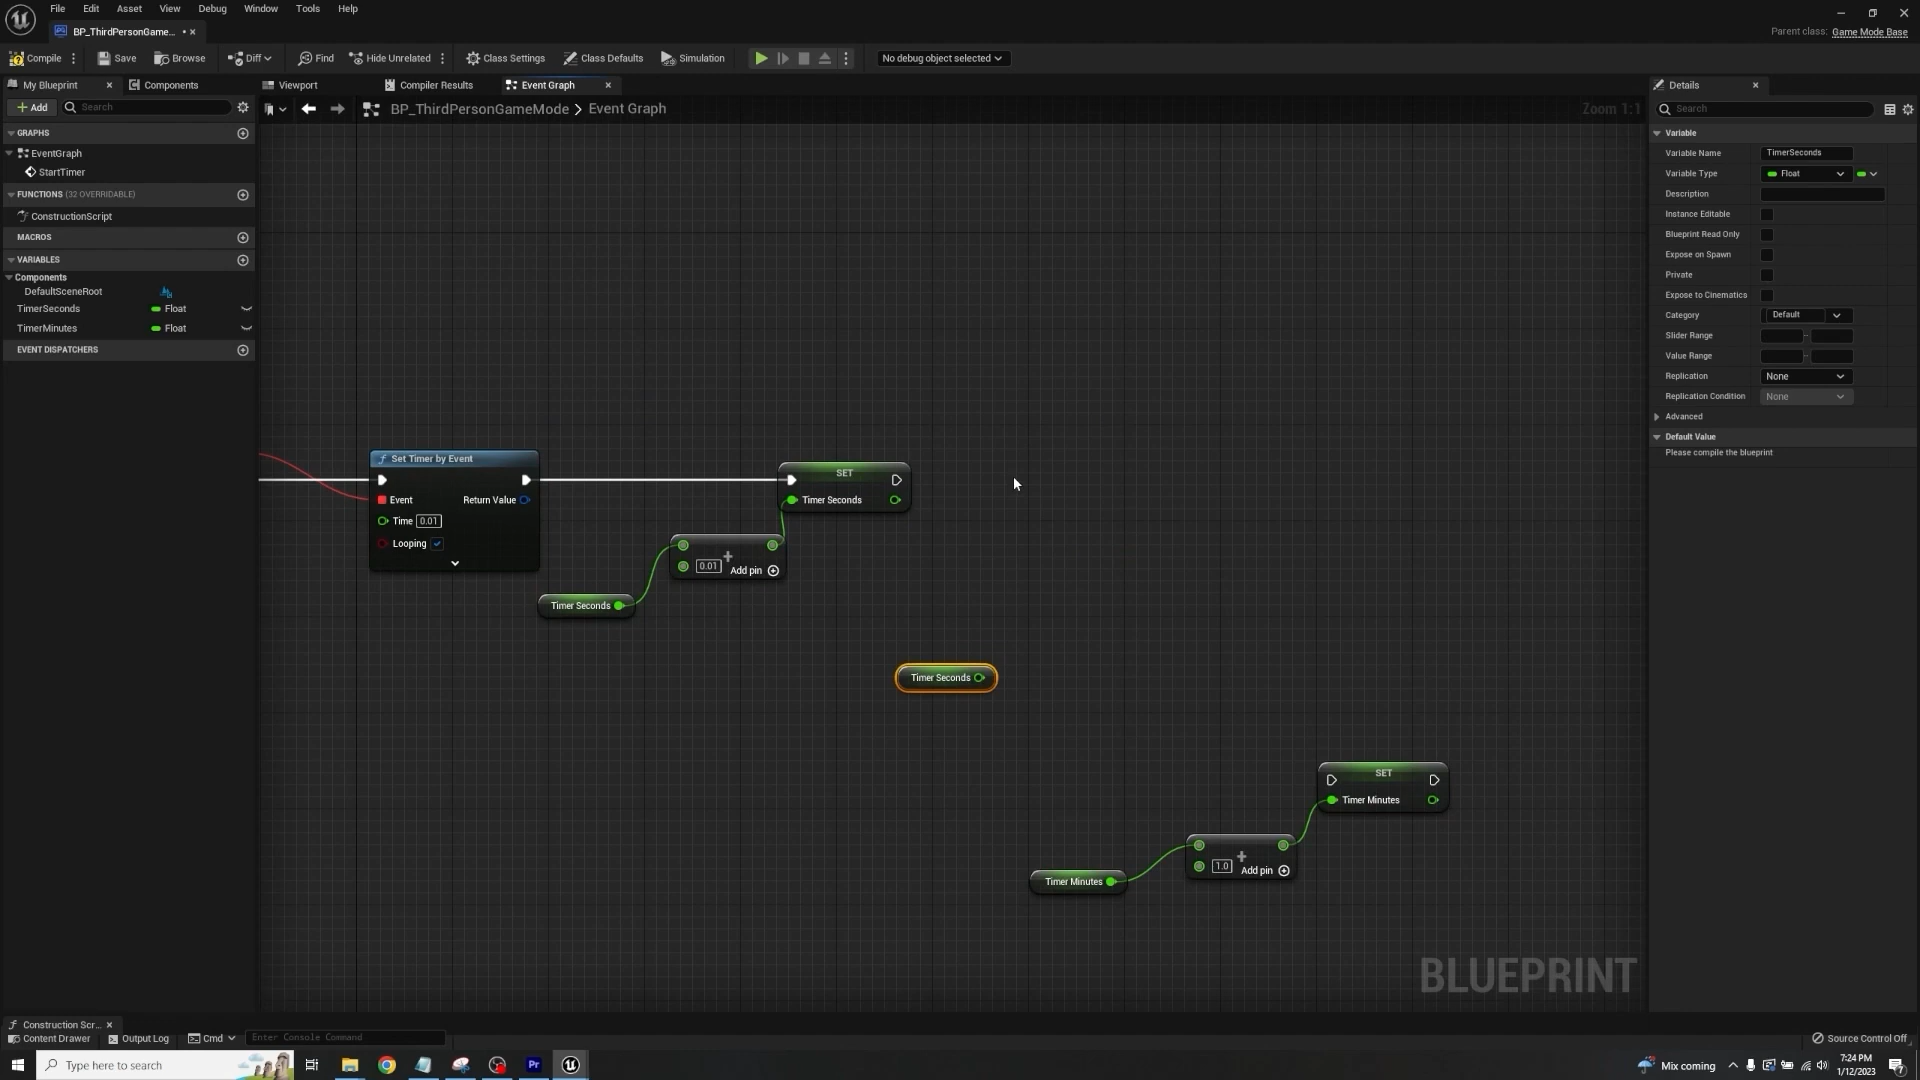 File Edit Asset View Debug Window Tools Help
BP_ThirdPersonGame...
Parent class: Game Mode Base
Compile Save Browse Diff Find Hide Unrelated Class Settings Class Defaults Simulation No debug object selected
My Blueprint Components Viewport Compiler Results Event Graph Details
Add Search
BP_ThirdPersonGameMode > Event Graph
Zoom 1:1
Search
GRAPHS
EventGraph
StartTimer
FUNCTIONS (32 OVERRIDABLE)
ConstructionScript
MACROS
VARIABLES
Components
DefaultSceneRoot
TimerSeconds Float
TimerMinutes Float
EVENT DISPATCHERS
Set Timer by Event
Event Return Value
Time 0.01
Looping
SET
Timer Seconds
0.01 Add pin
Timer Seconds
Timer Seconds
SET
Timer Minutes
1.0 Add pin
Timer Minutes
BLUEPRINT
Variable
Variable Name TimerSeconds
Variable Type Float
Description
Instance Editable
Blueprint Read Only
Expose on Spawn
Private
Expose to Cinematics
Category Default
Slider Range
Value Range
Replication None
Replication Condition None
Advanced
Default Value
Please compile the blueprint
Construction Scr...
Content Drawer Output Log Cmd Enter Console Command
Source Control Off
Type here to search
Pr
Mix coming
7:24 PM
1/12/2023